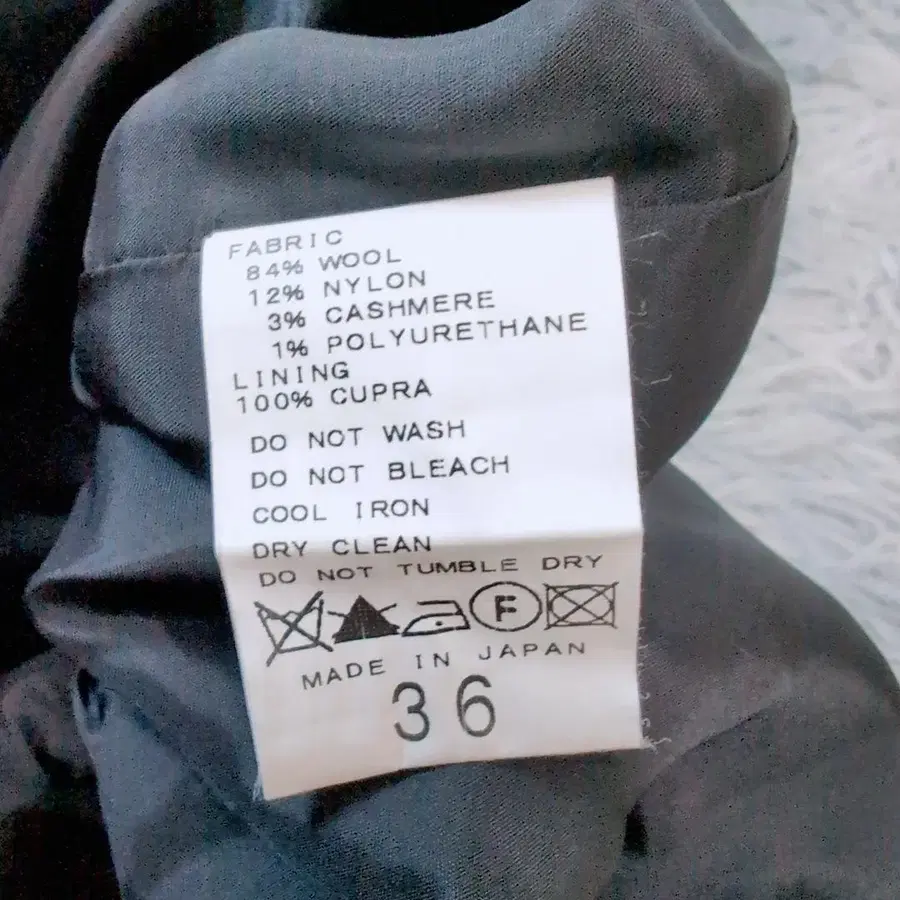 FABRIC
84% WOOL
12% NYLON
3% CASHMERE
1% POLYURETHANE
LINING
100% CUPRA
DO NOT WASH
DO NOT BLEACH
COOL IRON
DRY CLEAN
DO NOT TUMBLE DRY
F
MADE IN JAPAN
36